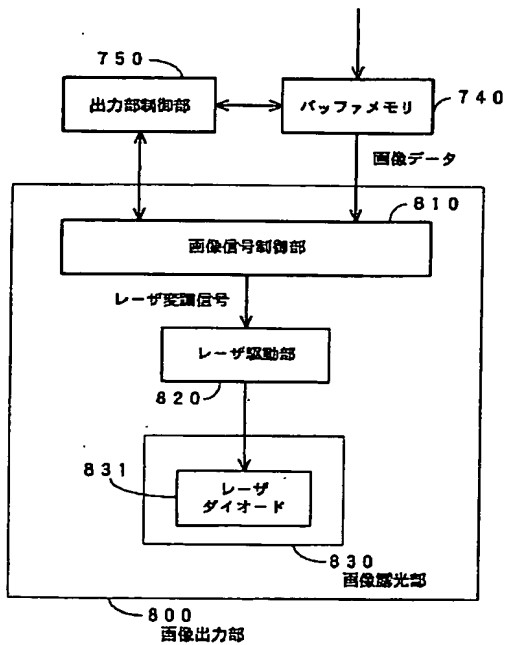 750
出力部制御部
バッファメモリ
740
画像データ
810
画像信号制御部
レーザ変調信号
レーザ駆動部
820
831
レーザ
ダイオード
830
画像露光部
800
画像出力部